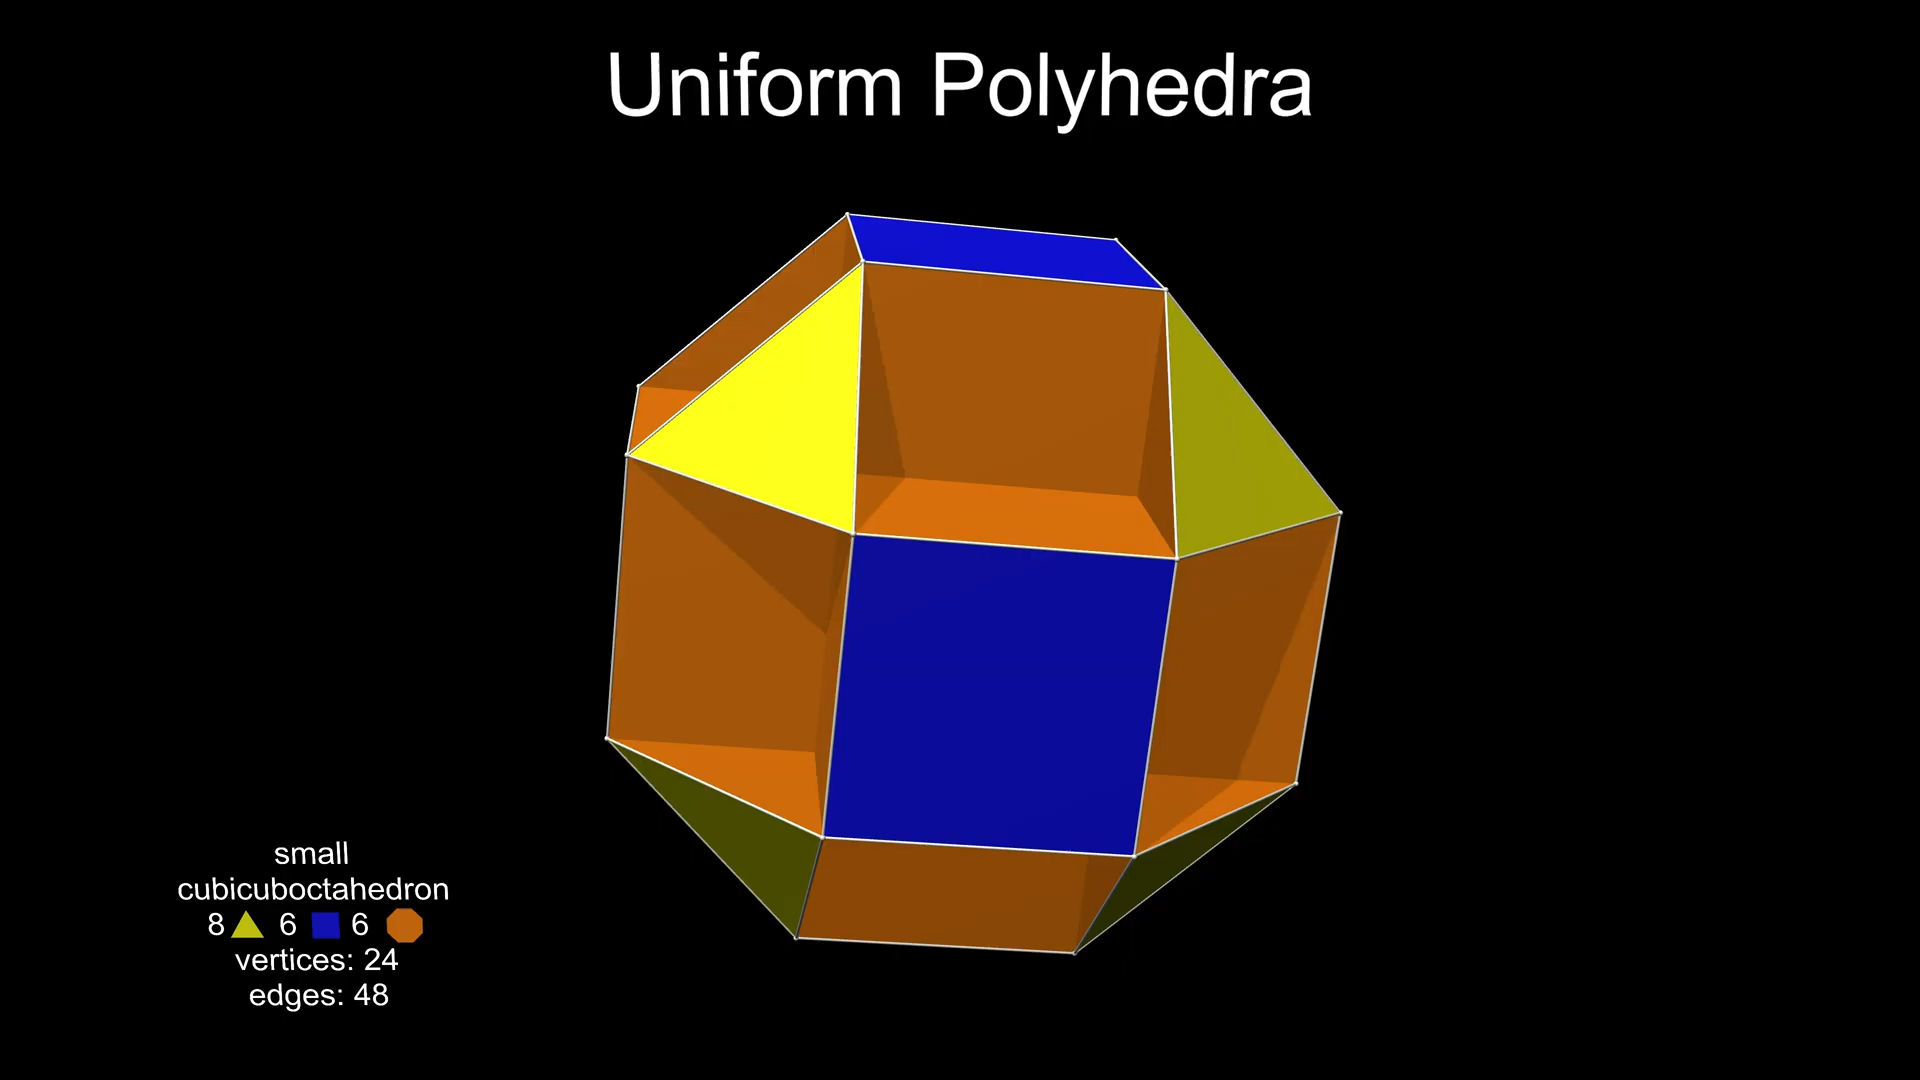 Uniform Polyhedra
small
cubicuboctahedron
8 6 6
vertices: 24
edges: 48